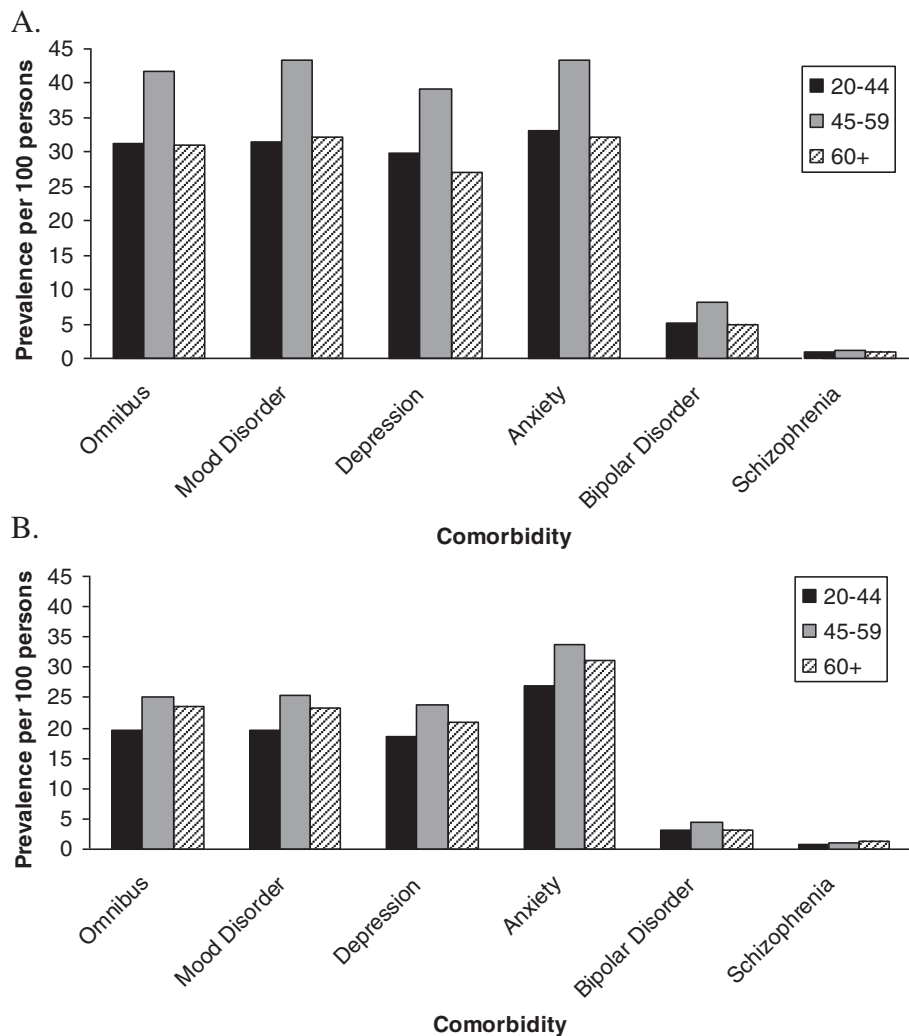 A.
Prevalence per 100 persons
45
40
35
30
25
20
15
10
5
0
20-44
45-59
60+
Omnibus
Mood Disorder
Depression
Anxiety
Bipolar Disorder
Schizophrenia
Comorbidity
B.
Prevalence per 100 persons
45
40
35
30
25
20
15
10
5
0
20-44
45-59
60+
Omnibus
Mood Disorder
Depression
Anxiety
Bipolar Disorder
Schizophrenia
Comorbidity